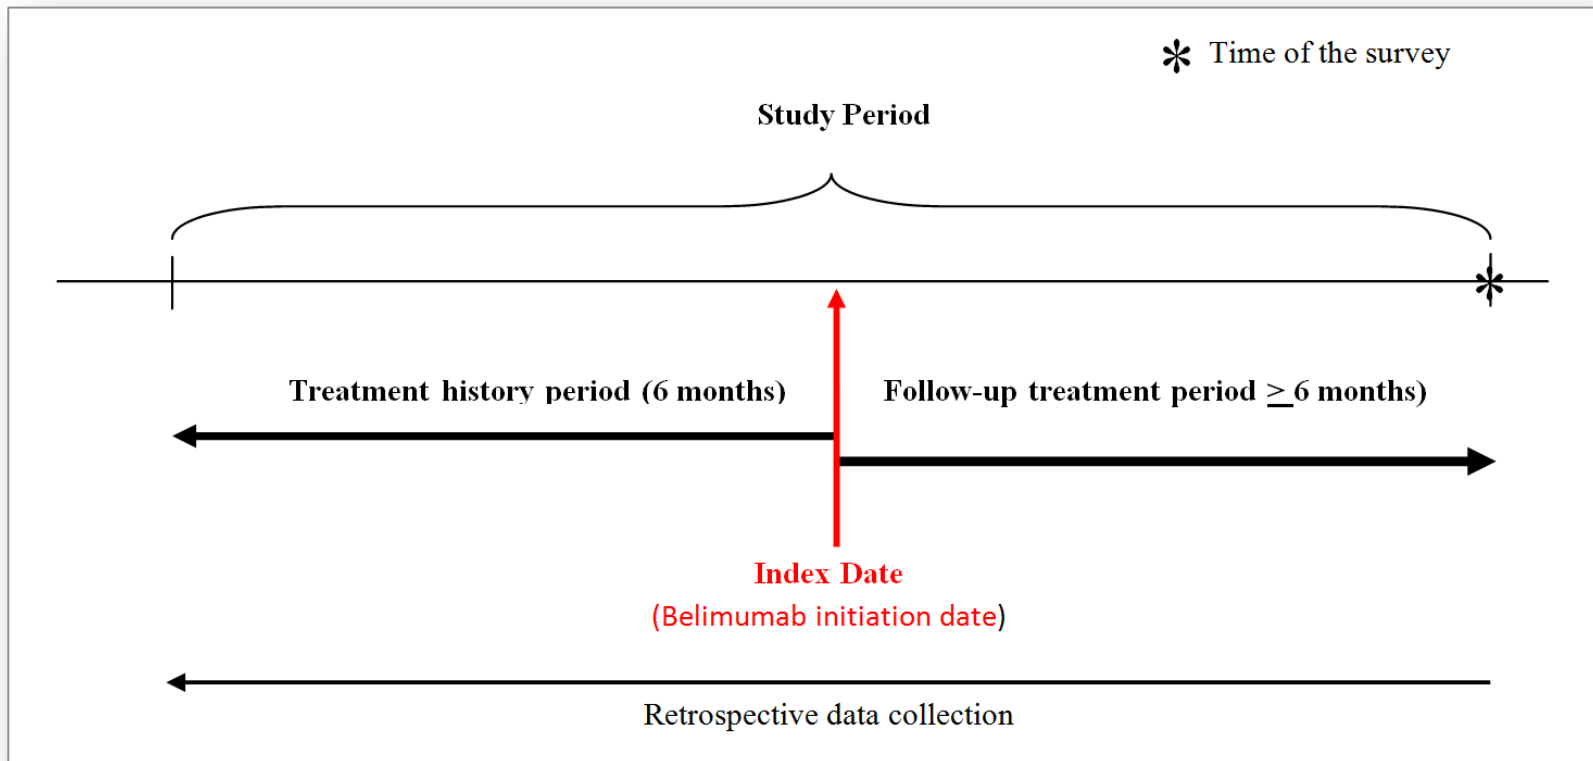 * Time of the survey
Study Period
*
Treatment history period (6 months)
Follow-up treatment period ≥ 6 months)
Index Date
(Belimumab initiation date)
Retrospective data collection